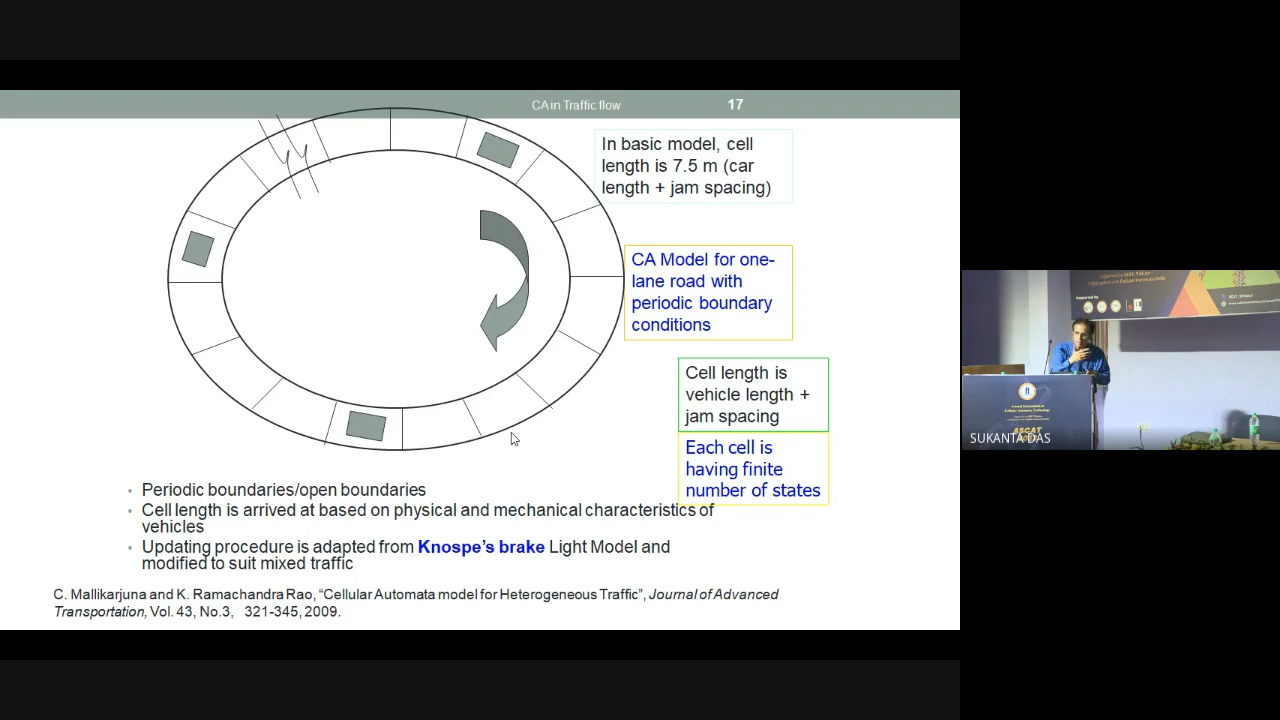 CA in Traffic flow
17
In basic model, cell
length is 7.5 m (car
length + jam spacing)
CA Model for one-
lane road with
periodic boundary
conditions
Cell length is
vehicle length +
jam spacing
Each cell is
having finite
number of states
• Periodic boundaries/open boundaries
• Cell length is arrived at based on physical and mechanical characteristics of
vehicles
• Updating procedure is adapted from Knospe's brake Light Model and
modified to suit mixed traffic
C. Mallikarjuna and K. Ramachandra Rao, “Cellular Automata model for Heterogeneous Traffic”, Journal of Advanced
Transportation, Vol. 43, No.3, 321-345, 2009.
Supported by
SUKANTA DAS